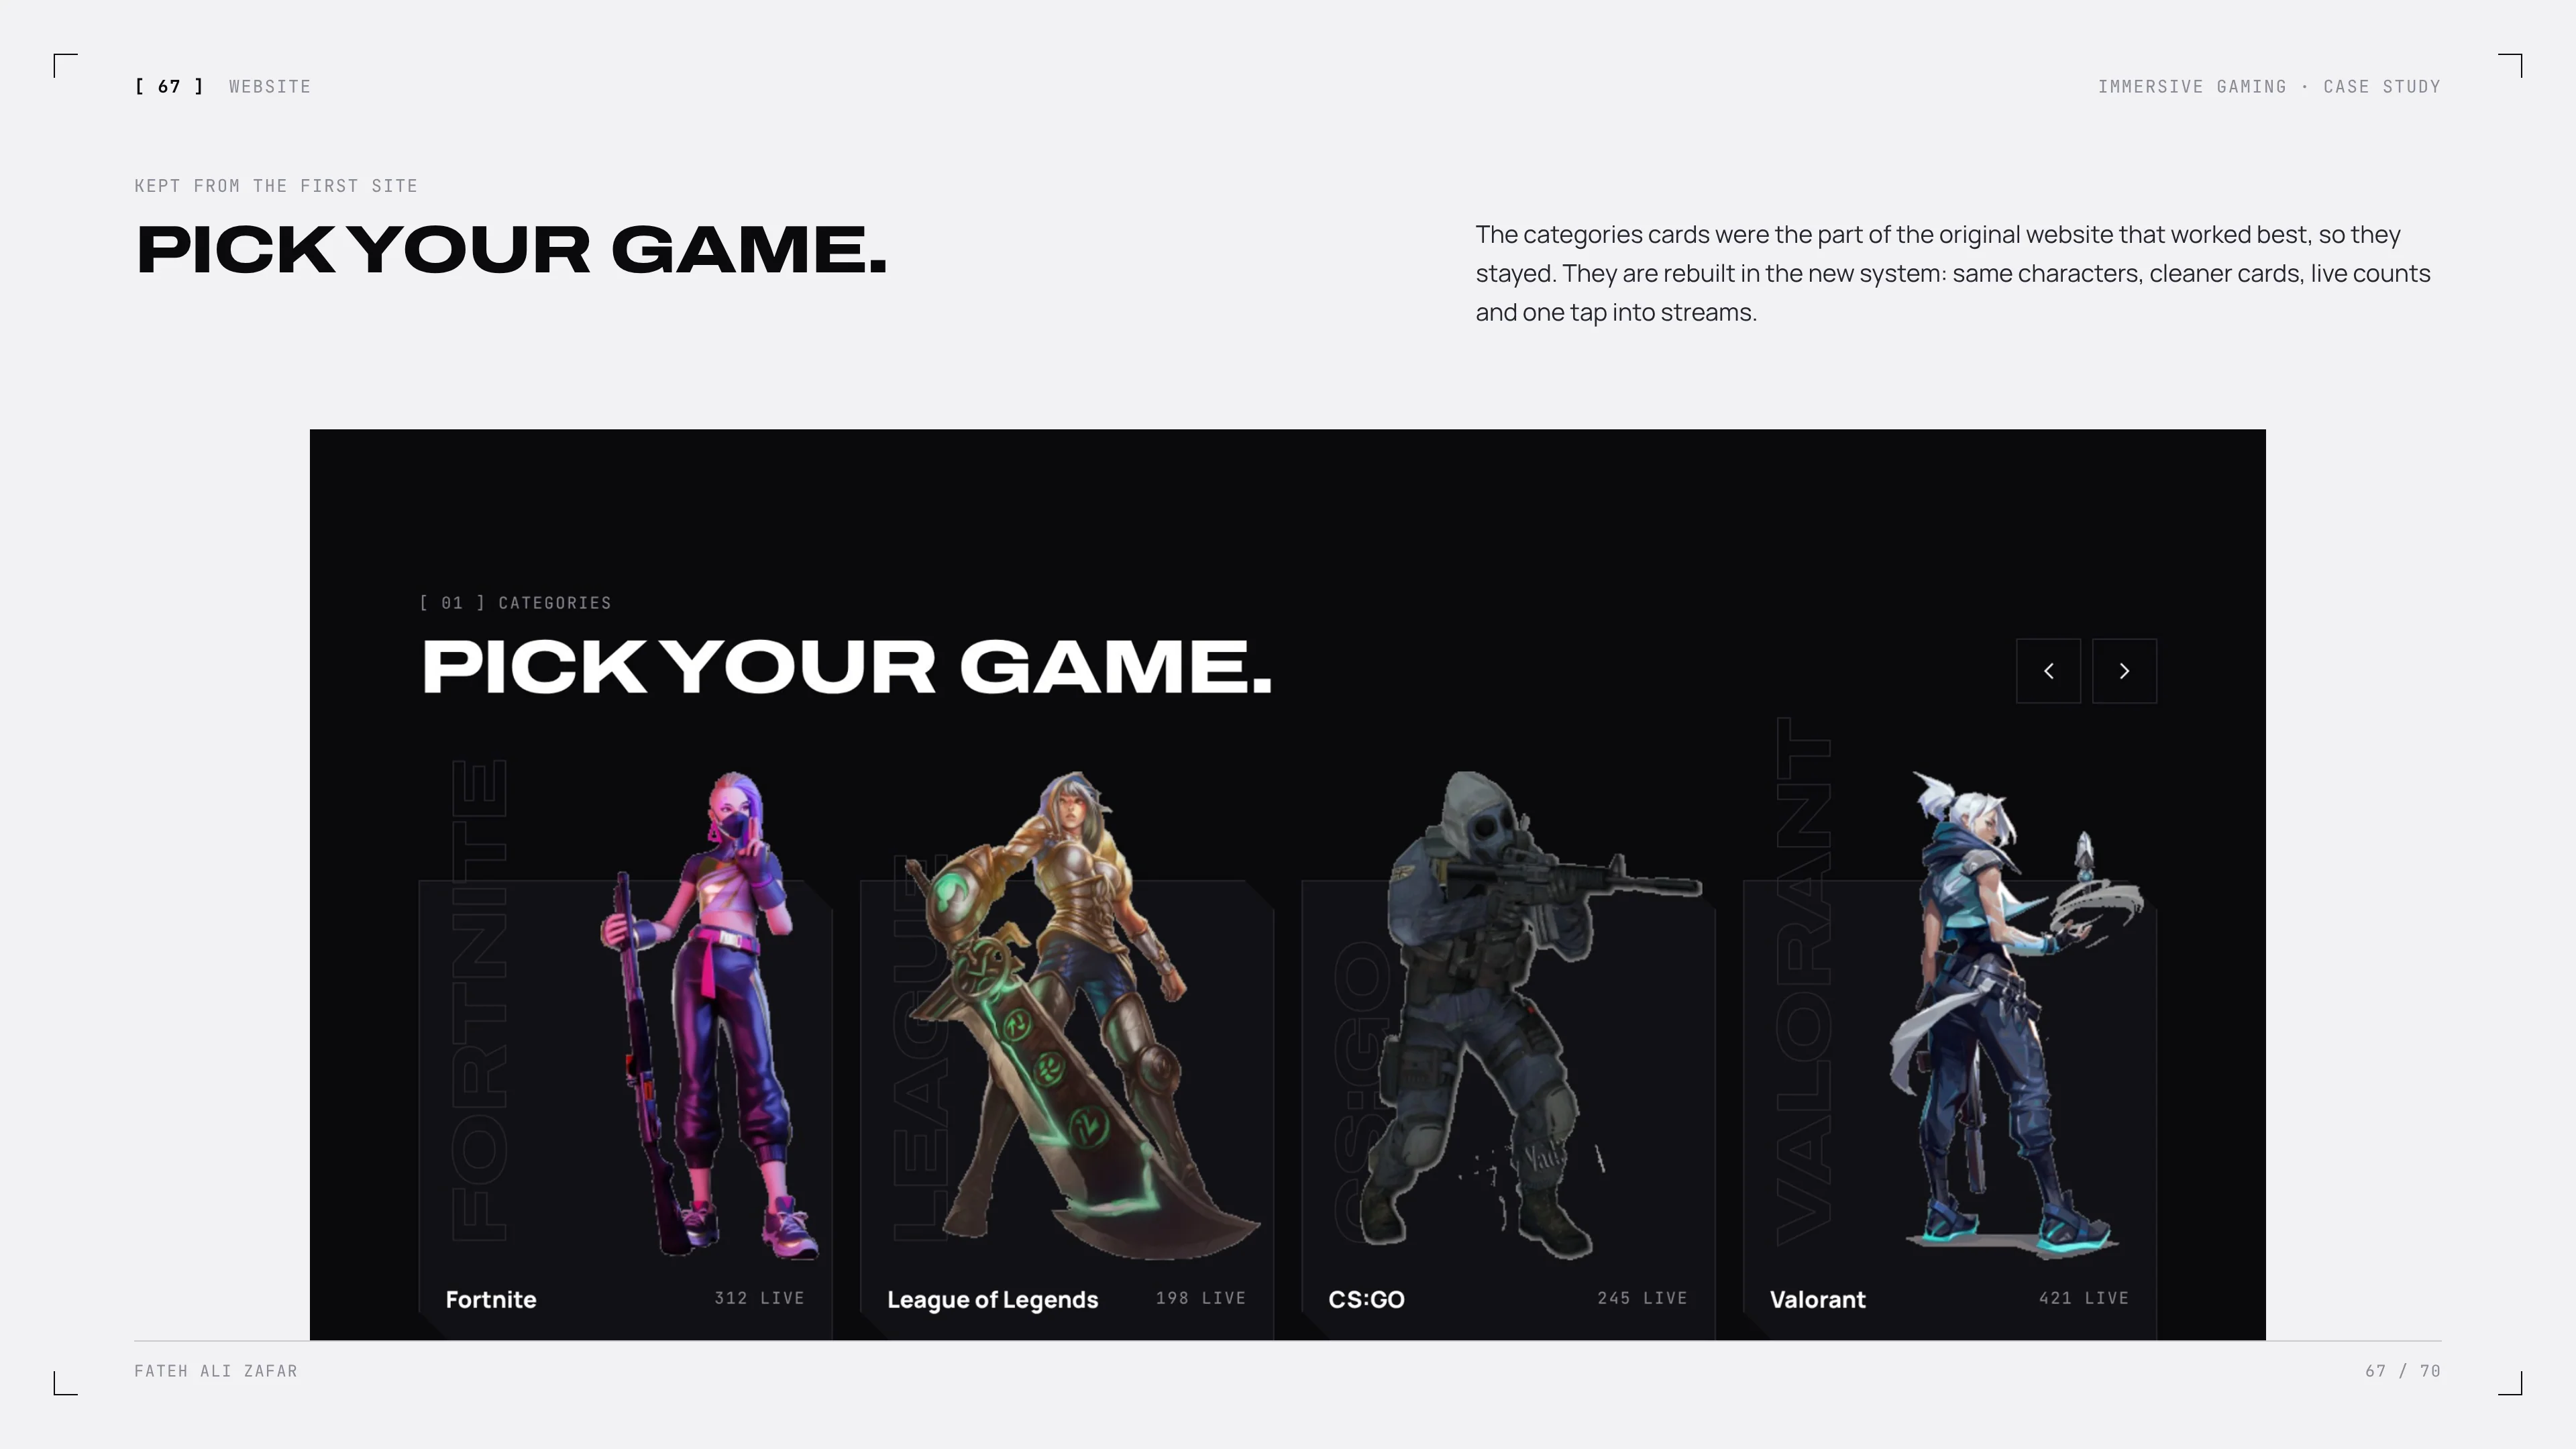 [ 67 ] WEBSITE
IMMERSIVE GAMING · CASE STUDY
KEPT FROM THE FIRST SITE
PICK YOUR GAME.
The categories cards were the part of the original website that worked best, so they
stayed. They are rebuilt in the new system: same characters, cleaner cards, live counts
and one tap into streams.
[ 01 ] CATEGORIES
PICK YOUR GAME.
FORTNITE
LEAGUE
CS:GO
VALORANT
Fortnite
312 LIVE
League of Legends
198 LIVE
CS:GO
245 LIVE
Valorant
421 LIVE
FATEH ALI ZAFAR
67 / 70